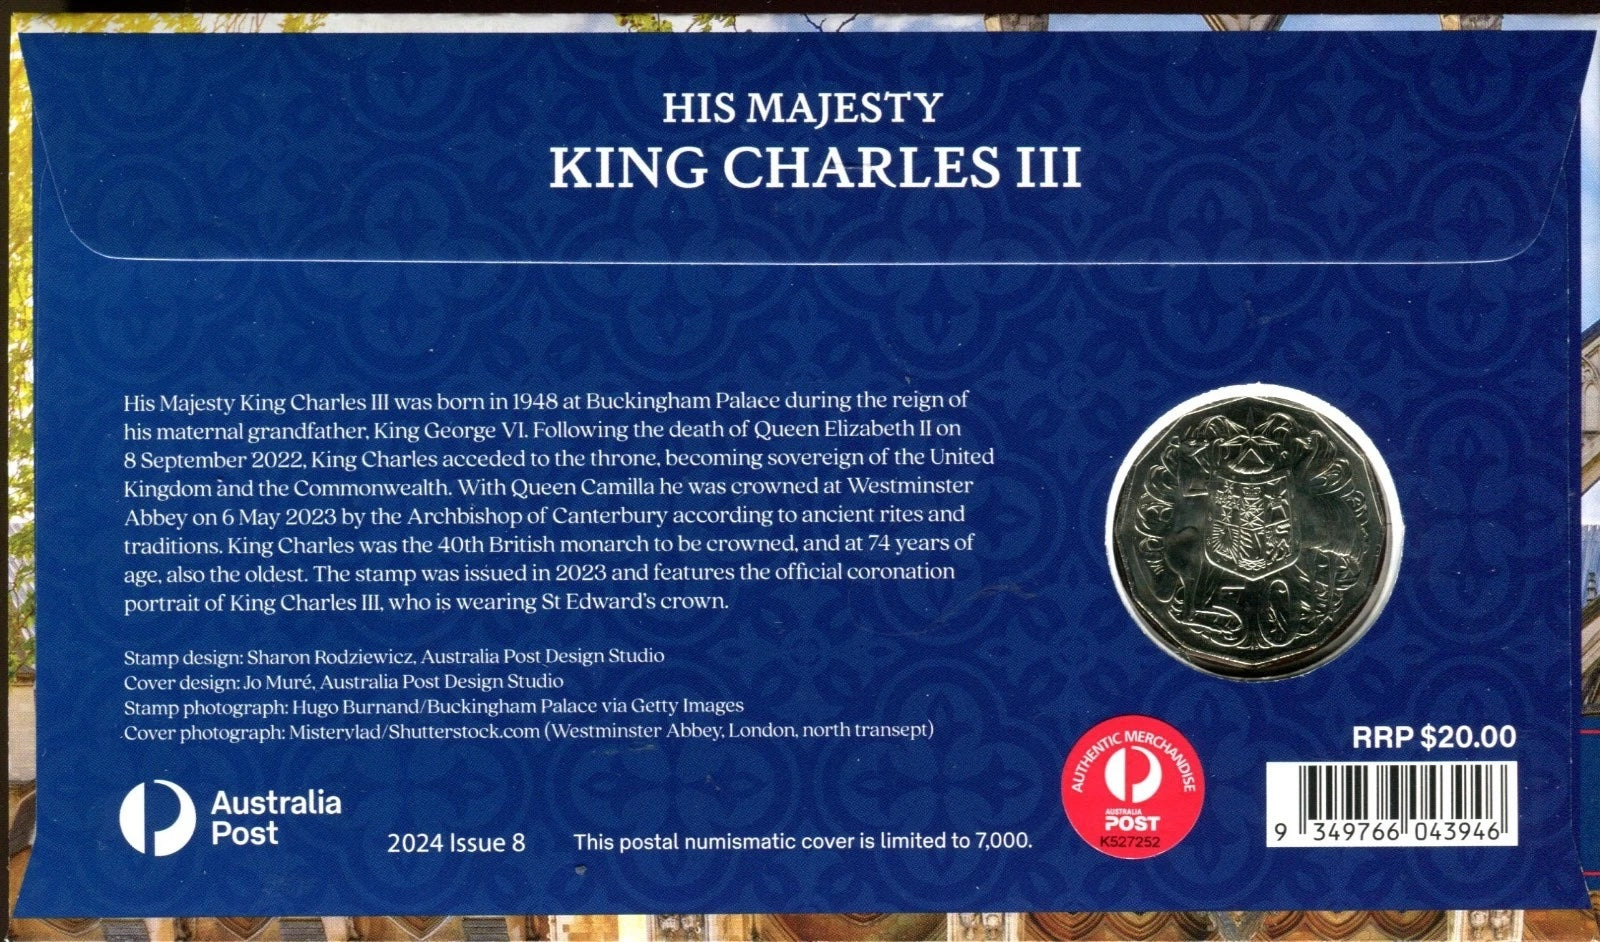 HIS MAJESTY
KING CHARLES III
His Majesty King Charles III was born in 1948 at Buckingham Palace during the reign of
his maternal grandfather, King George VI. Following the death of Queen Elizabeth II on
8 September 2022, King Charles acceded to the throne, becoming sovereign of the United
Kingdom and the Commonwealth. With Queen Camilla he was crowned at Westminster
Abbey on 6 May 2023 by the Archbishop of Canterbury according to ancient rites and
traditions. King Charles was the 40th British monarch to be crowned, and at 74 years of
age, also the oldest. The stamp was issued in 2023 and features the official coronation
portrait of King Charles III, who is wearing St Edward's crown.
Stamp design: Sharon Rodziewicz, Australia Post Design Studio
Cover design: Jo Muré, Australia Post Design Studio
Stamp photograph: Hugo Burnand/Buckingham Palace via Getty Images
Cover photograph: Mistervlad/Shutterstock.com (Westminster Abbey, London, north transept)
50
Australia
Post
2024 Issue 8
This postal numismatic cover is limited to 7,000.
AUTHENTIC MERCHANDISE
AUSTRALIA
POST
K527252
RRP $20.00
9 349766 043946